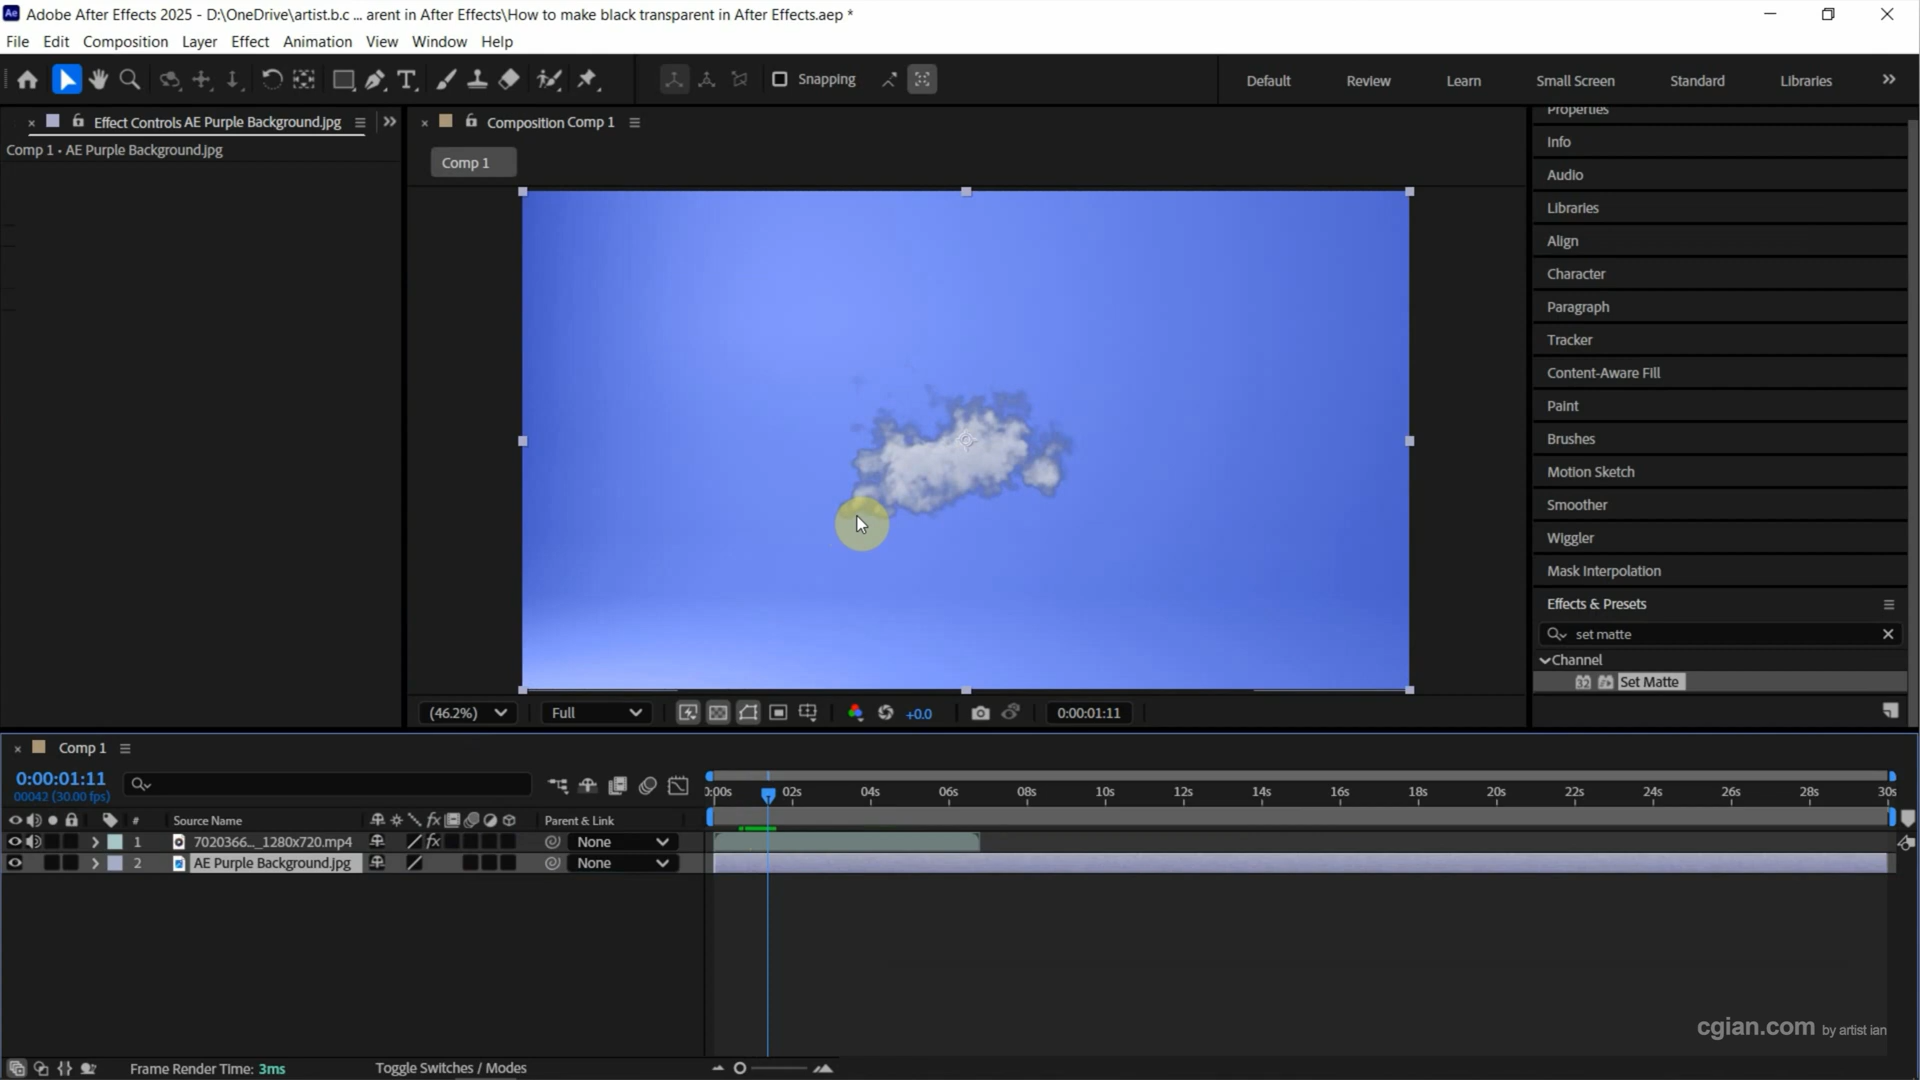 Adobe After Effects 2025 - D:\OneDrive\artist.b.c ... arent in After Effects\How to make black transparent in After Effects.aep *
File Edit Composition Layer Effect Animation View Window Help
Snapping
Default Review Learn Small Screen Standard Libraries
Effect Controls AE Purple Background.jpg
Comp 1 • AE Purple Background.jpg
Composition Comp 1
Comp 1
(46.2%) Full +0.0 0:00:01:11
Properties
Info
Audio
Libraries
Align
Character
Paragraph
Tracker
Content-Aware Fill
Paint
Brushes
Motion Sketch
Smoother
Wiggler
Mask Interpolation
Effects & Presets
set matte
Channel
32 Set Matte
Comp 1
0:00:01:11
00042 (30.00 fps)
# Source Name fx Parent & Link
1 7020366..._1280x720.mp4 fx None
2 AE Purple Background.jpg None
0:00s 02s 04s 06s 08s 10s 12s 14s 16s 18s 20s 22s 24s 26s 28s 30s
Frame Render Time: 3ms Toggle Switches / Modes
cgian.com by artist ian